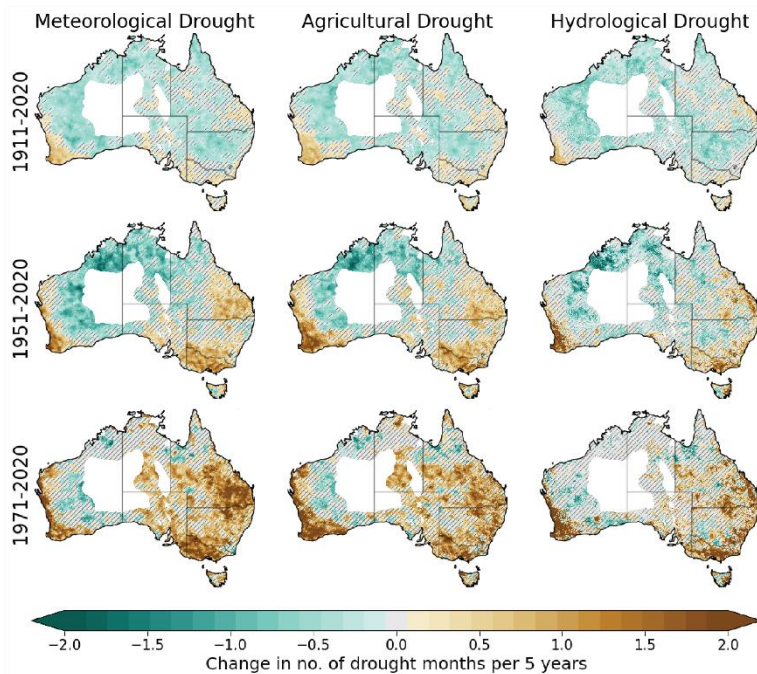 Meteorological Drought Agricultural Drought Hydrological Drought
1911-2020
1951-2020
1971-2020
−2.0 −1.5 −1.0 −0.5 0.0 0.5 1.0 1.5 2.0
Change in no. of drought months per 5 years